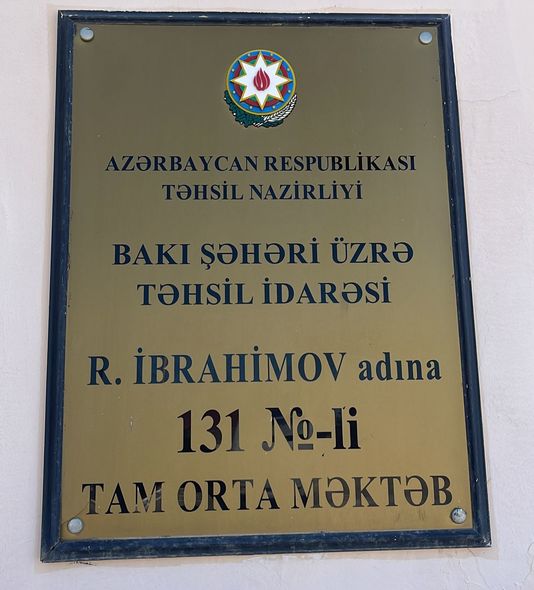 AZƏRBAYCAN RESPUBLİKASI
TƏHSİL NAZİRLİYİ
BAKI ŞƏHƏRİ ÜZRƏ
TƏHSİL İDARƏSİ
R. İBRAHİMOV adına
131 №-li
TAM ORTA MƏKTƏB